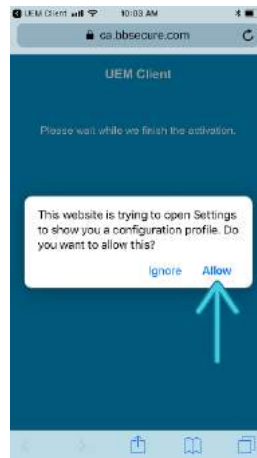 UEM Client 10:03 AM
ca.bbsecure.com
UEM Client
Please wait while we finish the activation.
This website is trying to open Settings
to show you a configuration profile. Do
you want to allow this?
Ignore Allow